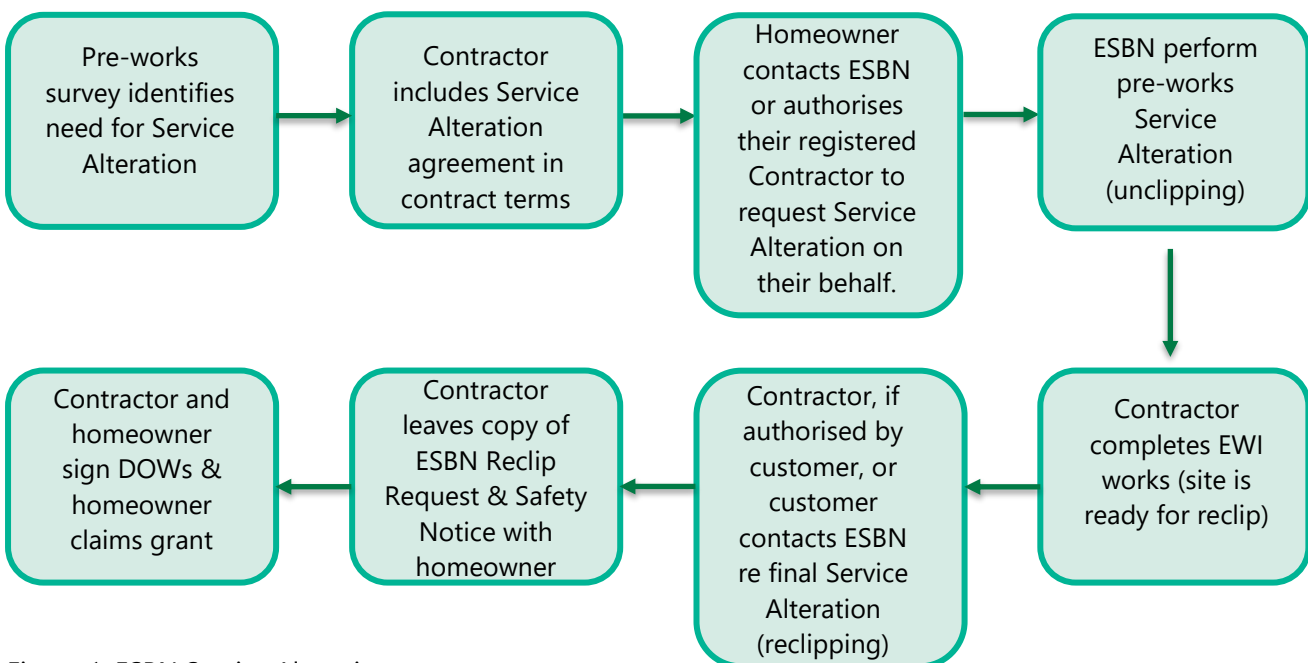 Pre-works
survey identifies
need for Service
Alteration
Contractor
includes Service
Alteration
agreement in
contract terms
Homeowner
contacts ESBN
or authorises
their registered
Contractor to
request Service
Alteration on
their behalf.
ESBN perform
pre-works
Service
Alteration
(unclipping)
Contractor
completes EWI
works (site is
ready for reclip)
Contractor, if
authorised by
customer, or
customer
contacts ESBN
re final Service
Alteration
(reclipping)
Contractor
leaves copy of
ESBN Reclip
Request & Safety
Notice with
homeowner
Contractor and
homeowner
sign DOWs &
homeowner
claims grant
Figure ESBN Service